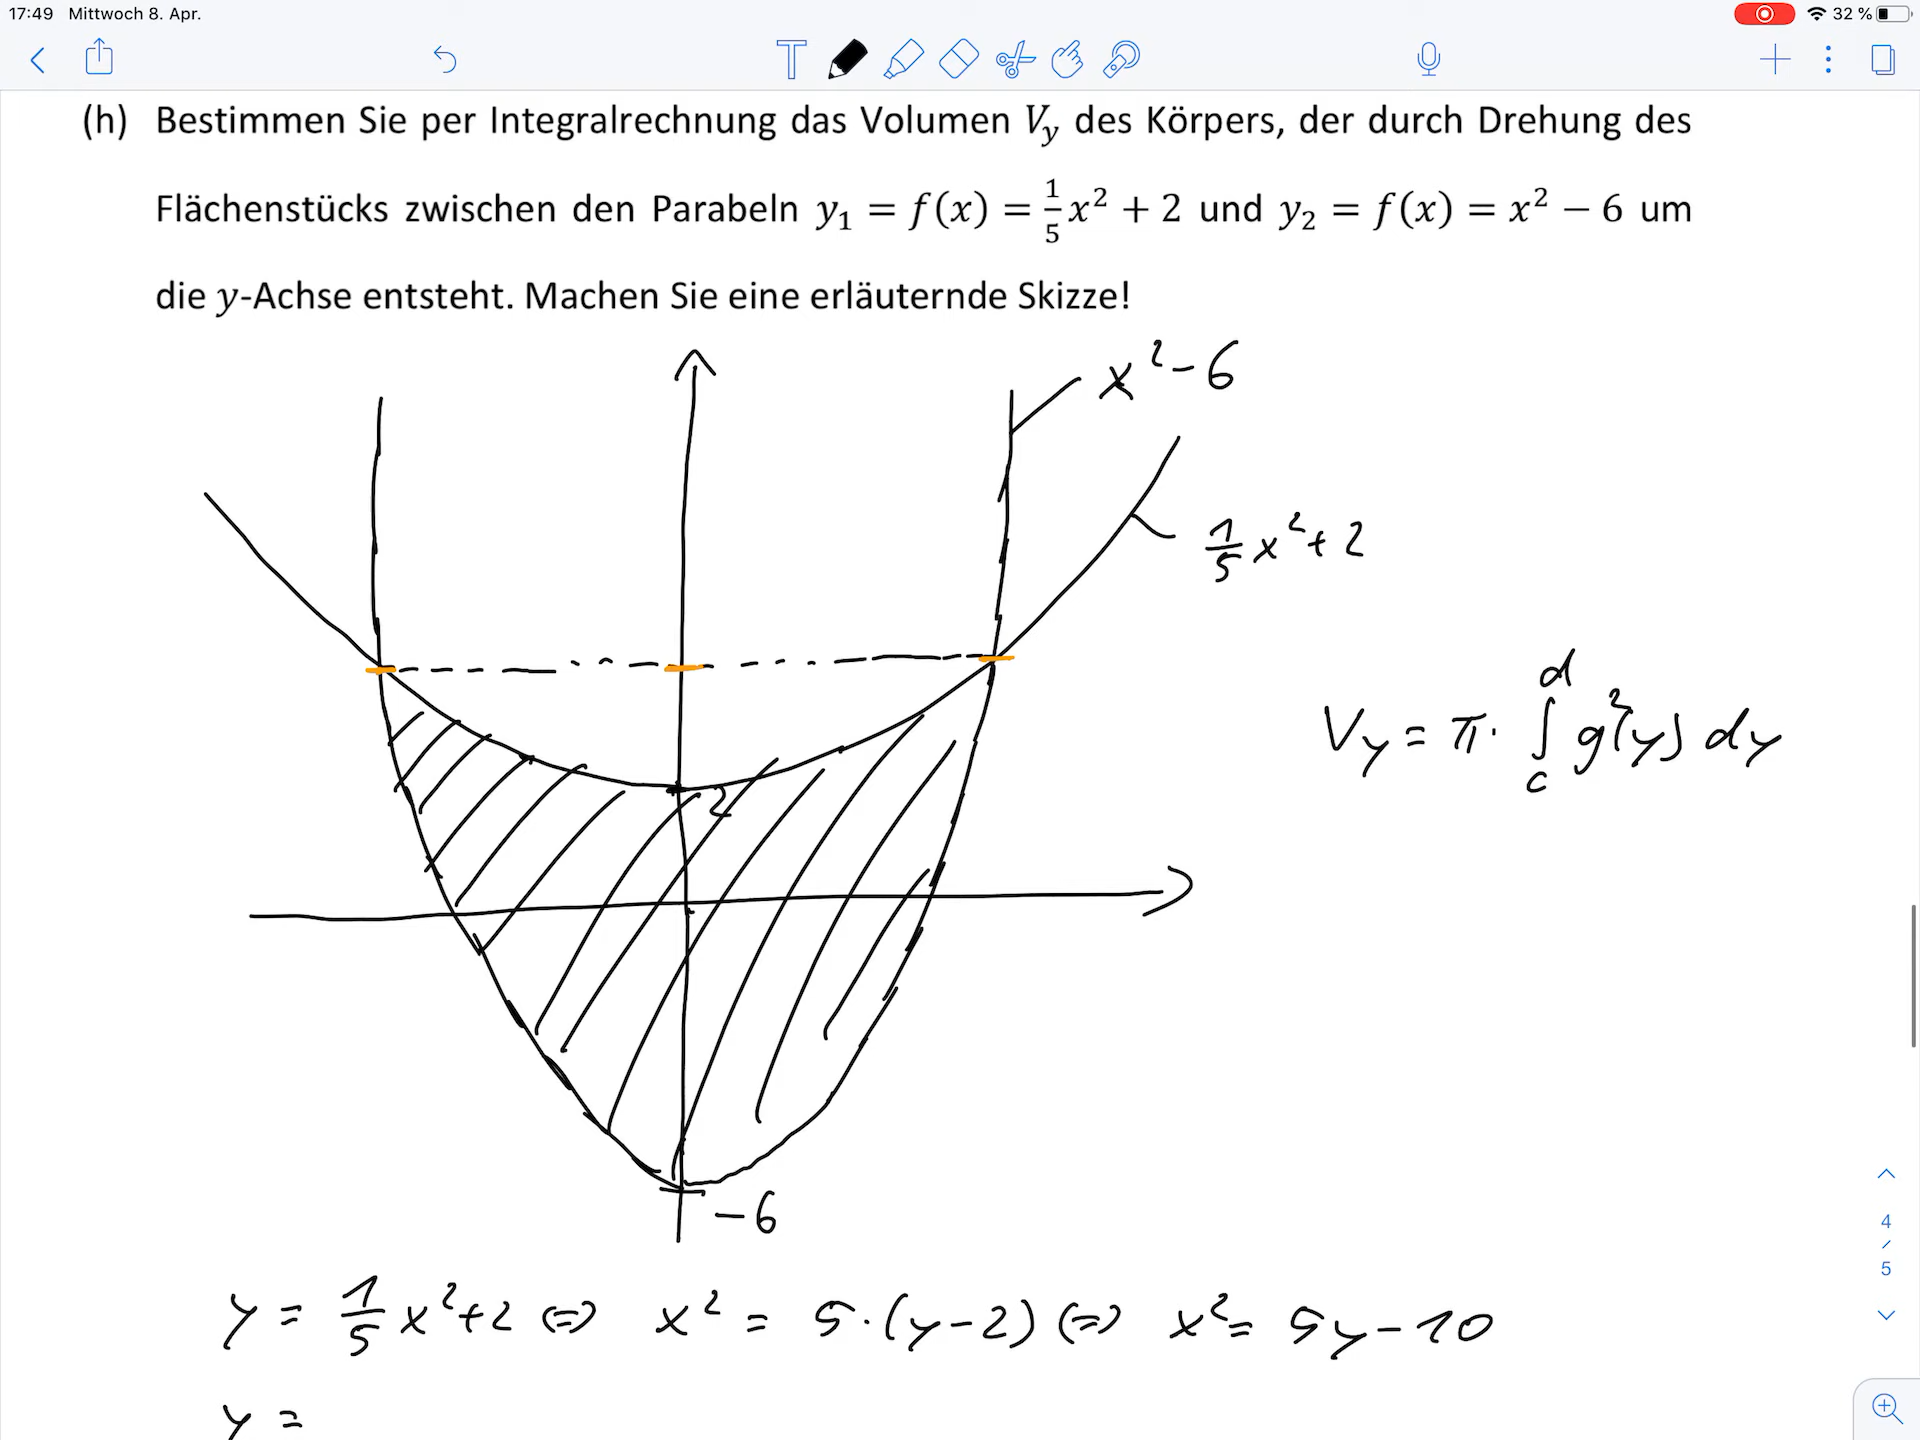 17:49 Mittwoch 8. Apr. 32 %
T
(h) Bestimmen Sie per Integralrechnung das Volumen V_y des Körpers, der durch Drehung des
Flächenstücks zwischen den Parabeln y₁ = f(x) = 1/5 x² + 2 und y₂ = f(x) = x² − 6 um
die y-Achse entsteht. Machen Sie eine erläuternde Skizze!
x² − 6
1/5 x² + 2
V_y = π · ∫_c^d g²(y) dy
2
−6
4
/
5
y = 1/5 x² + 2 ⇔ x² = 5 · (y − 2) ⇔ x² = 5y − 10
y =